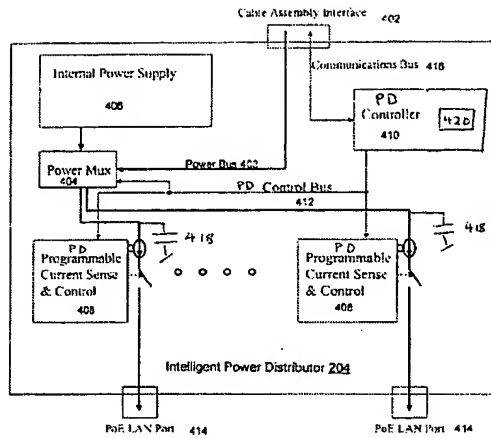 Cable Assembly Interface 402
Communications Bus 416
Internal Power Supply
406
PD
Controller
410
420
Power Mux
404
Power Bus 403
PD Control Bus
412
418
418
PD
Programmable
Current Sense
& Control
408
PD
Programmable
Current Sense
& Control
408
Intelligent Power Distributor 204
PoE LAN Port 414
PoE LAN Port 414